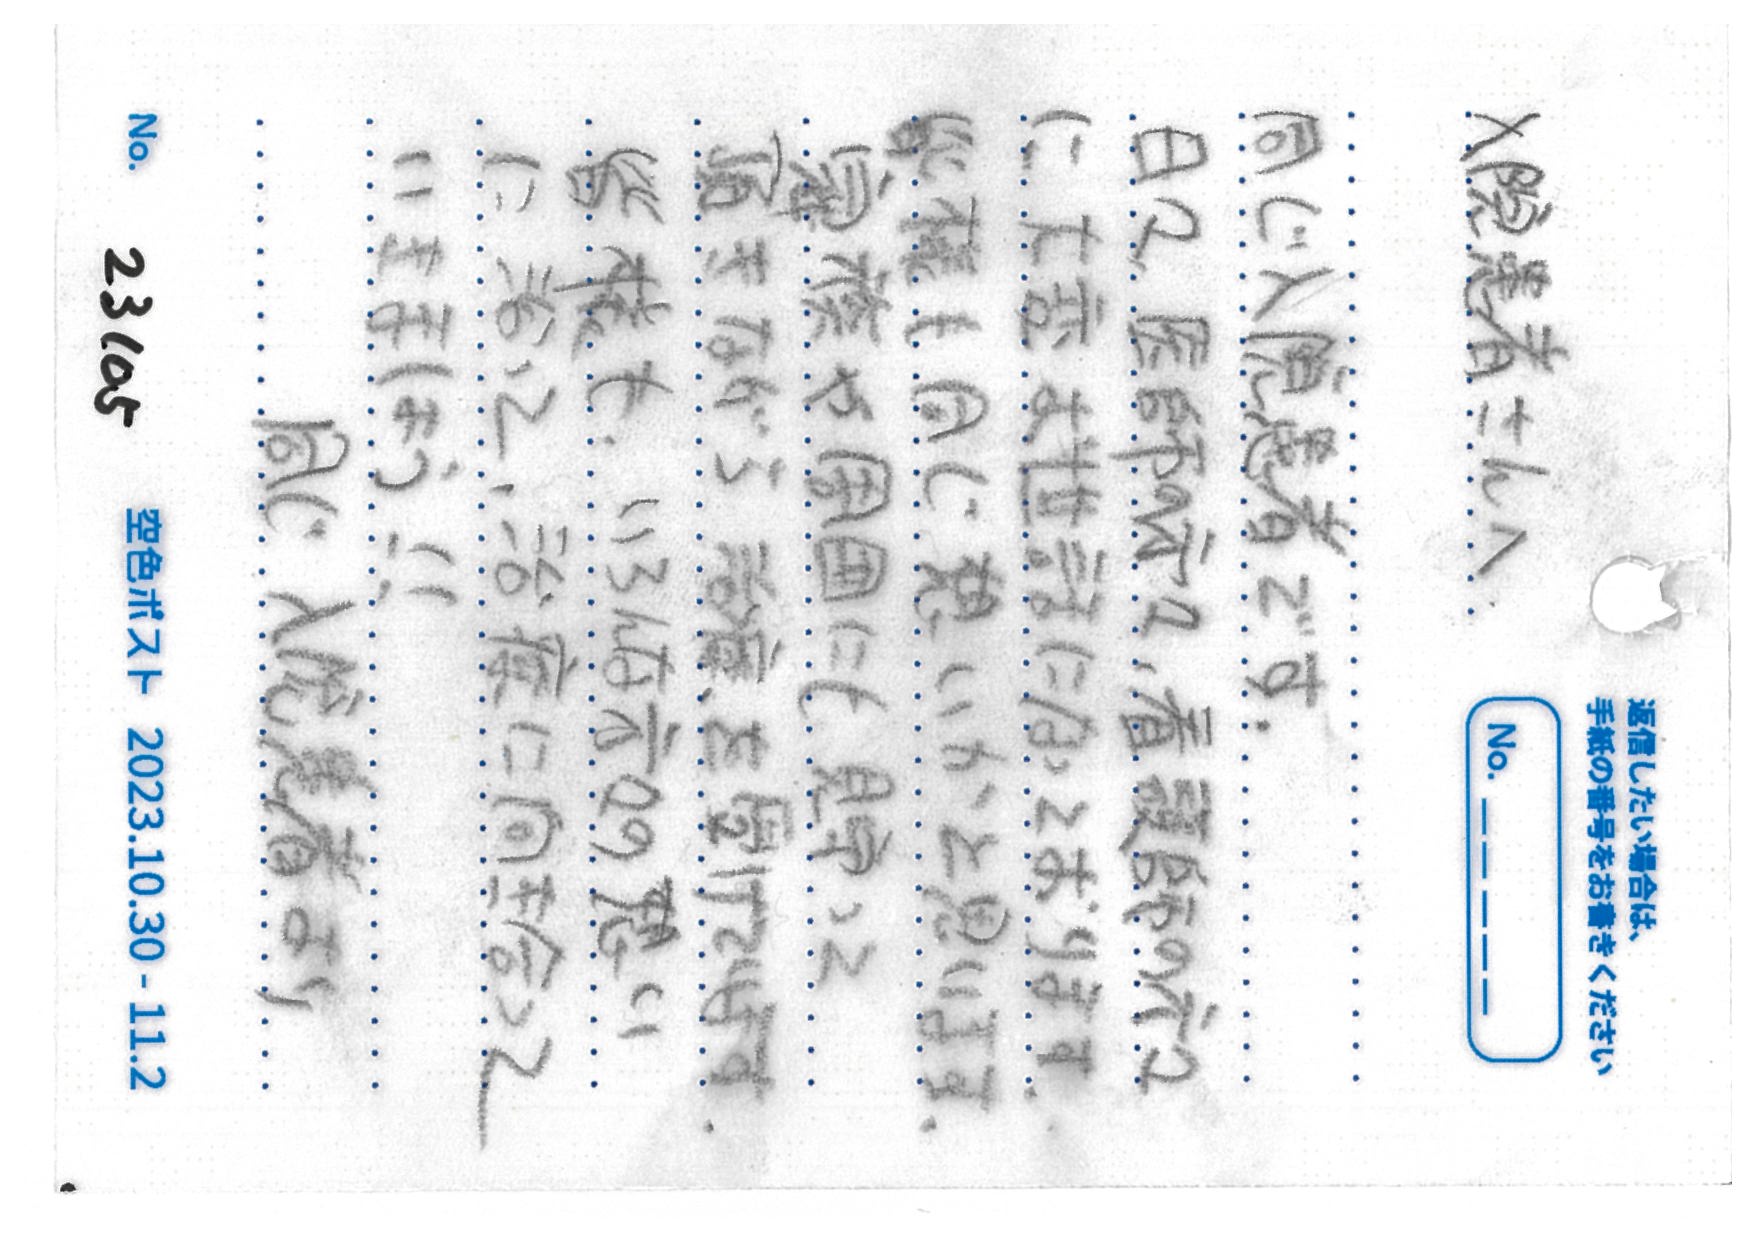 返信したい場合は、
手紙の番号をお書きください
No. _ _ _ _ _
入院患者さんへ.
同じ入院患者です.
日々、医師の方々、看護師の方々
に大変お世話になっております.
皆様も同じ想いかと思います.
家族や周囲にも見守って
頂きながら治療を受けています.
皆様も、いろんな方々の想い
に沿って、治療に向き合って
いきましょう!!
同じ入院患者より
No. 23105
空色ポスト 2023.10.30 - 11.2